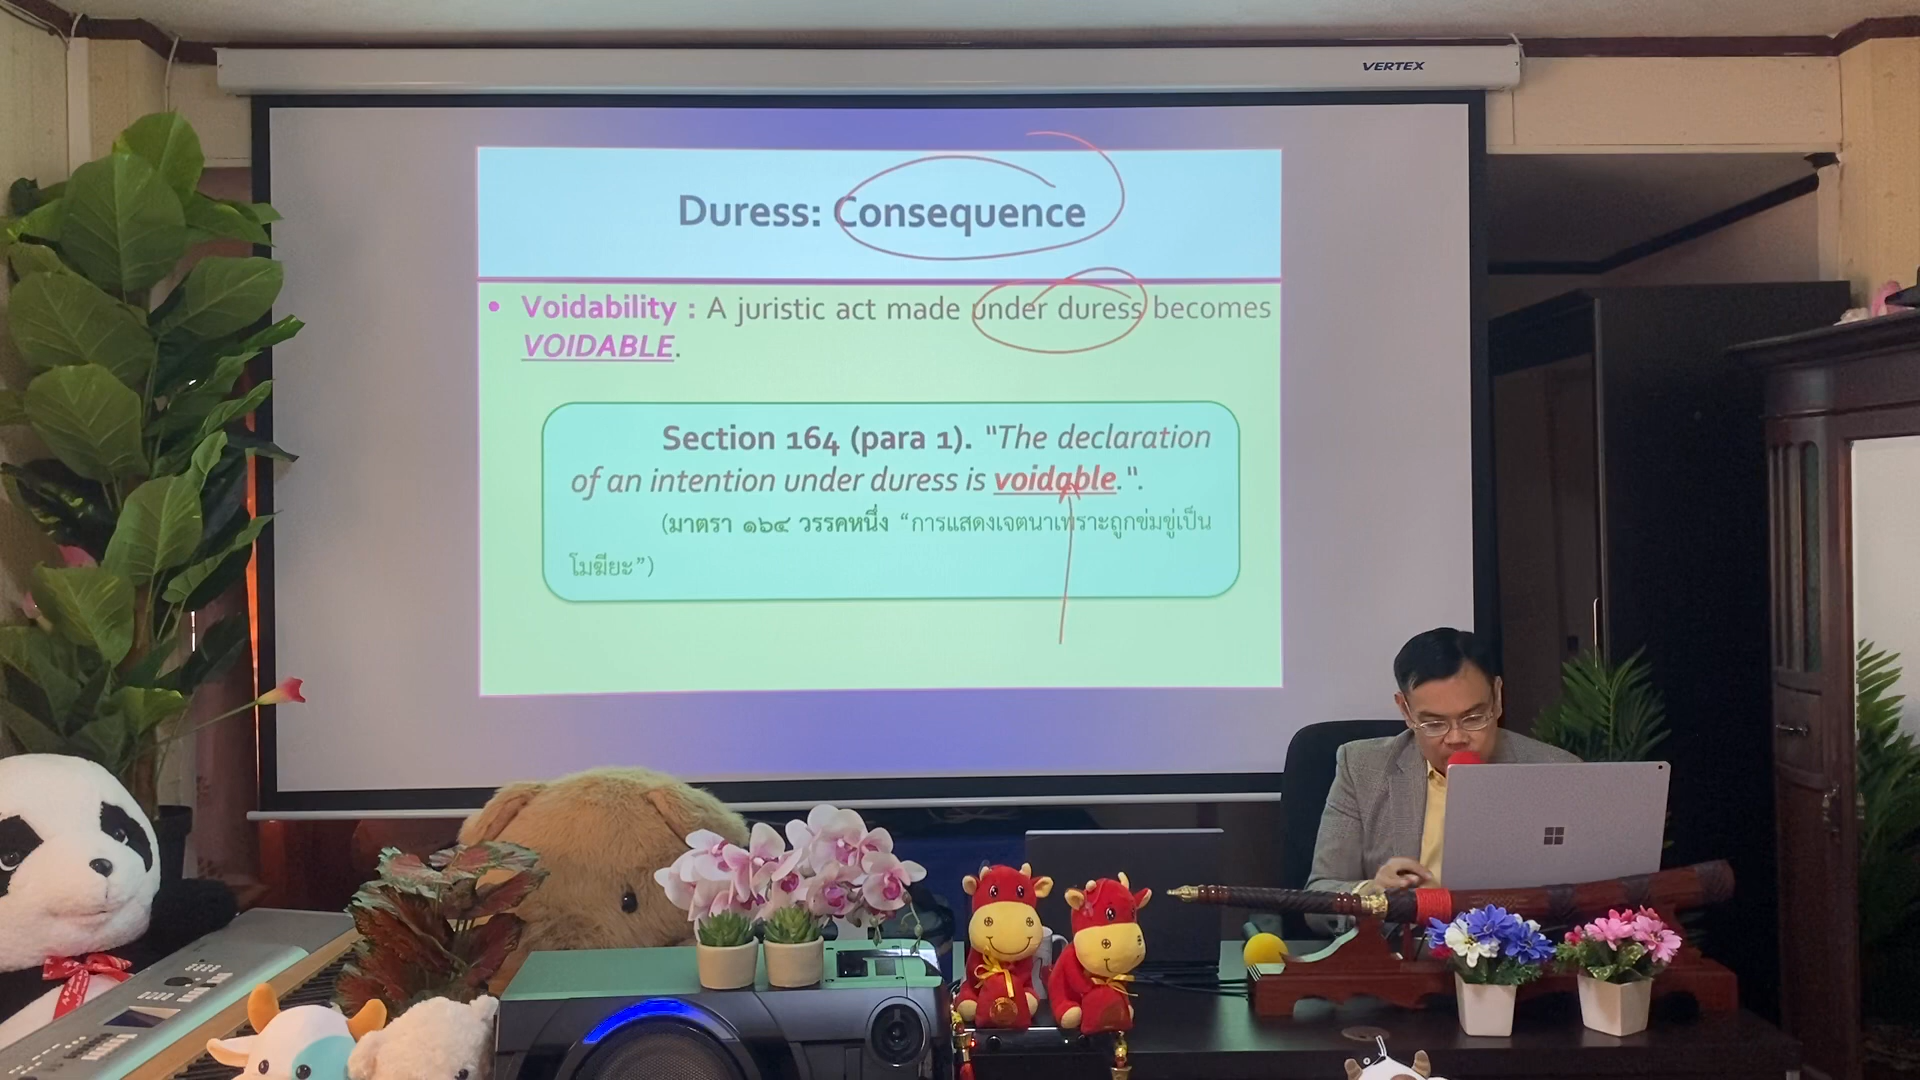 VERTEX
Duress: Consequence
• Voidability : A juristic act made under duress becomes
VOIDABLE.
Section 164 (para 1). "The declaration
of an intention under duress is voidable.".
(มาตรา ๑๖๔ วรรคหนึ่ง “การแสดงเจตนาเพราะถูกข่มขู่เป็น
โมฆียะ”)